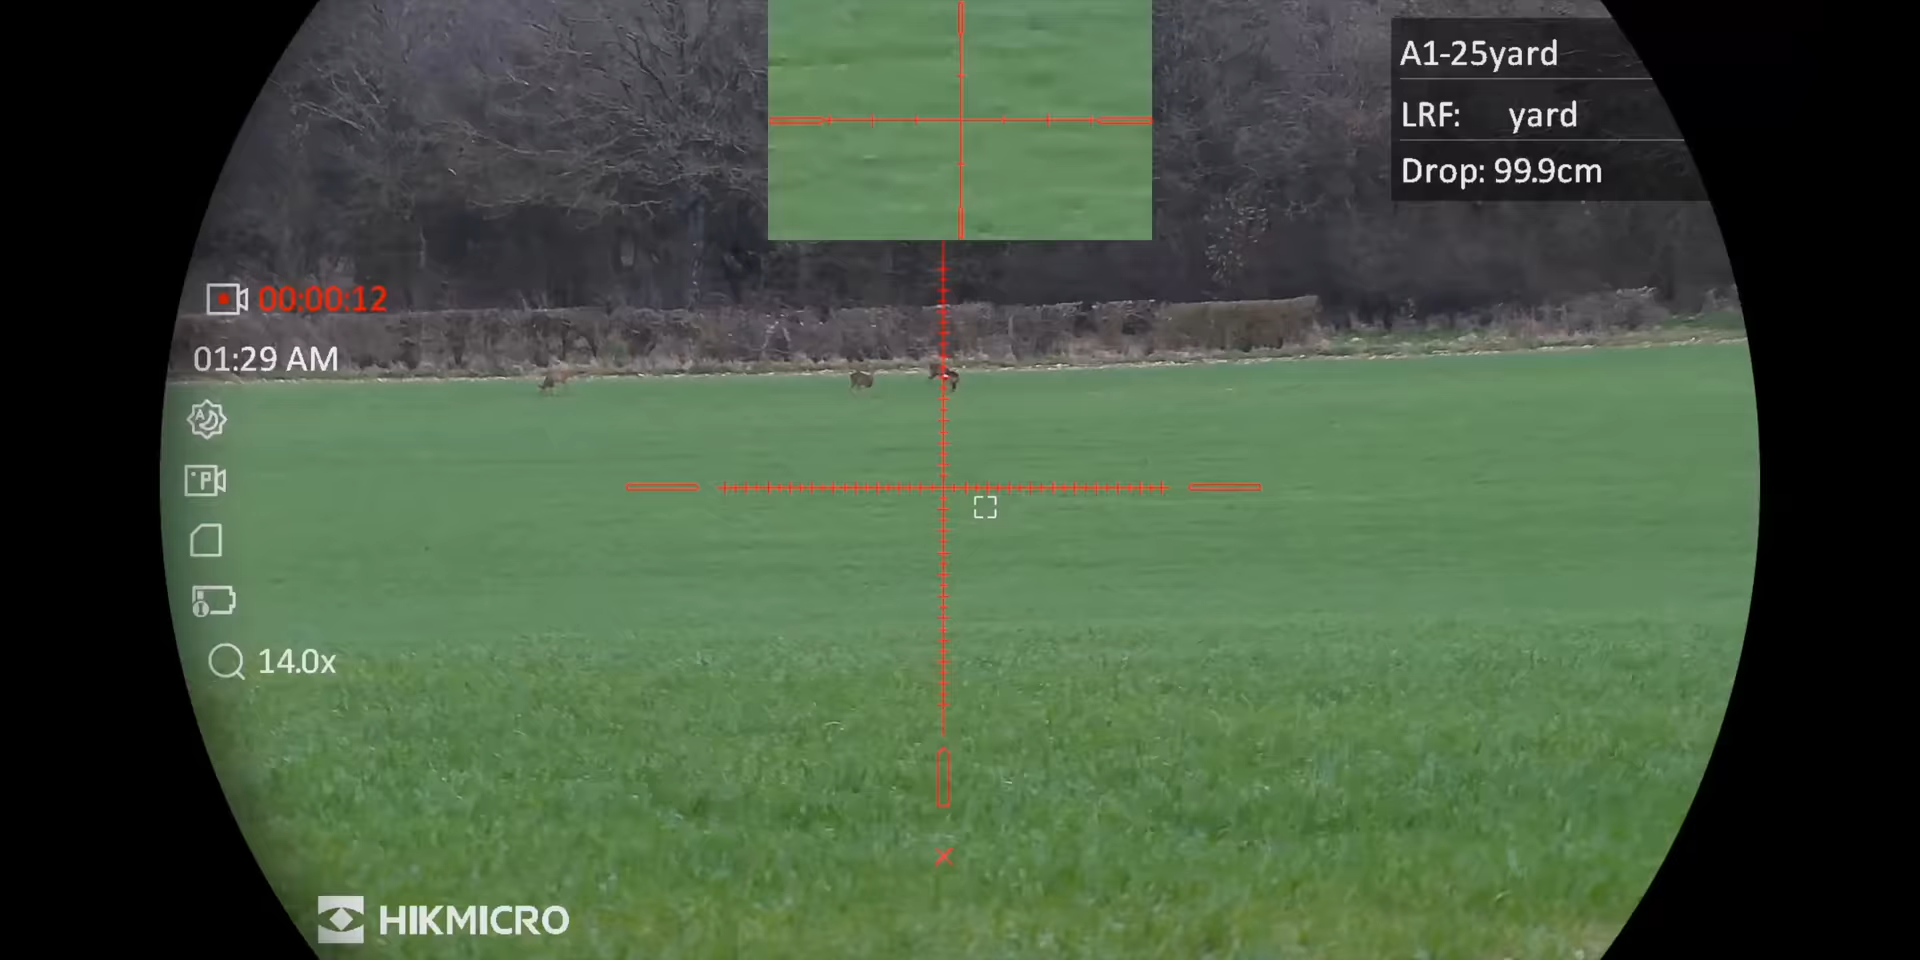 A1-25yard
LRF: yard
Drop: 99.9cm
00:00:12
01:29 AM
A
P
14.0x
HIKMICRO